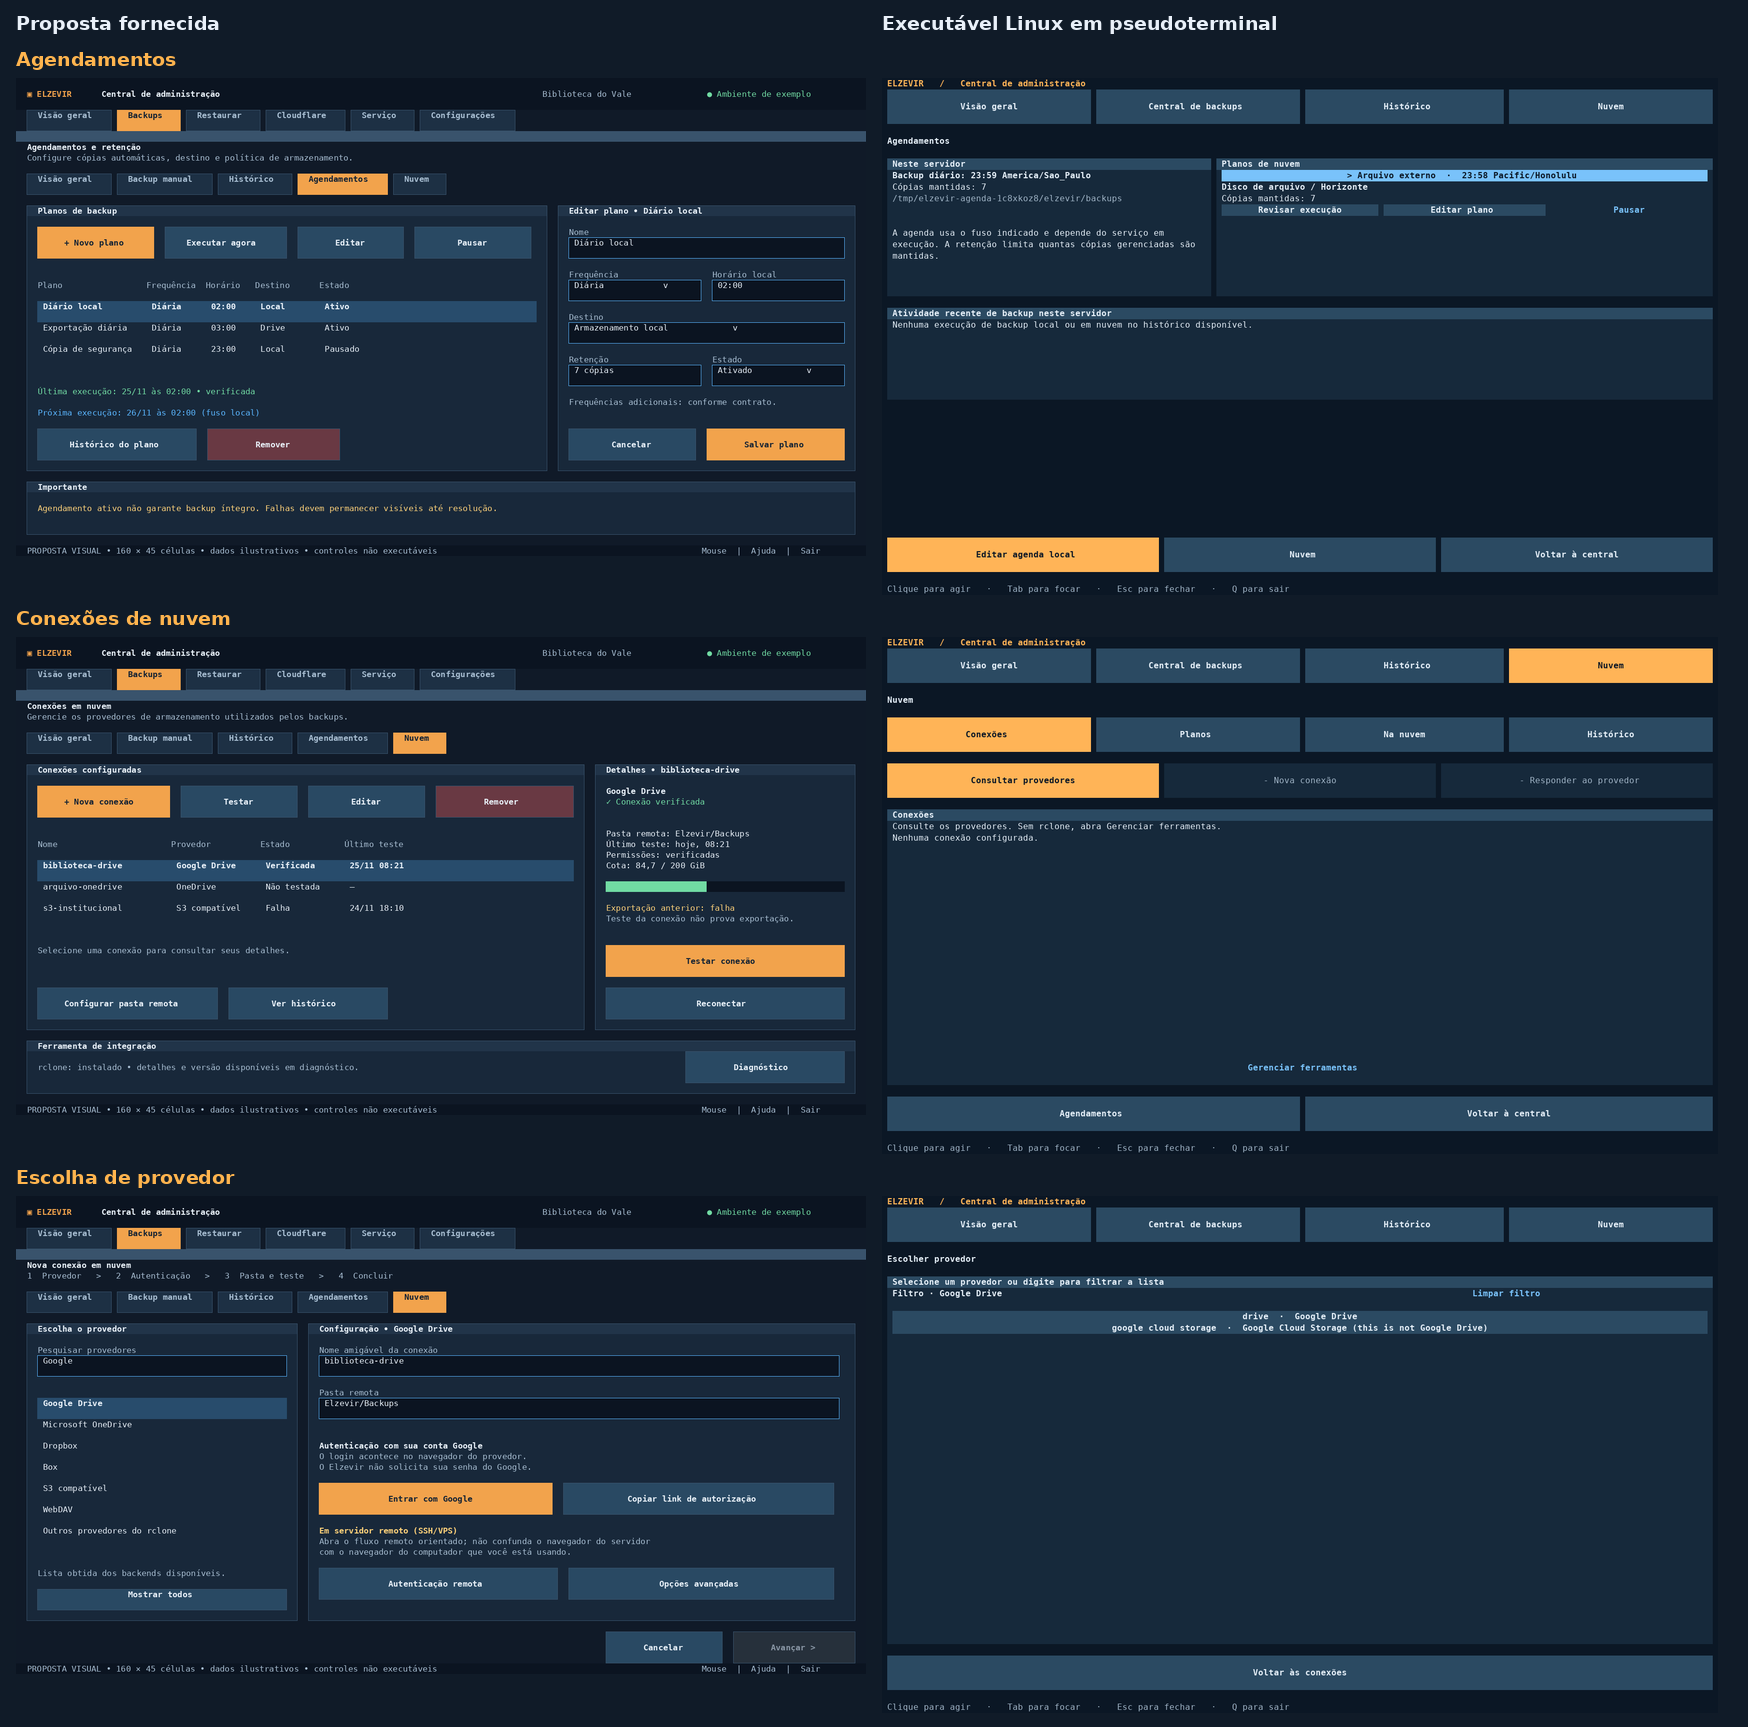 Proposta fornecida
Executável Linux em pseudoterminal
Agendamentos
▣ ELZEVIR Central de administração Biblioteca do Vale ● Ambiente de exemplo
Visão geral Backups Restaurar Cloudflare Serviço Configurações
Agendamentos e retenção
Configure cópias automáticas, destino e política de armazenamento.
Visão geral Backup manual Histórico Agendamentos Nuvem
Planos de backup
+ Novo plano Executar agora Editar Pausar
Plano Frequência Horário Destino Estado
Diário local Diária 02:00 Local Ativo
Exportação diária Diária 03:00 Drive Ativo
Cópia de segurança Diária 23:00 Local Pausado
Última execução: 25/11 às 02:00 • verificada
Próxima execução: 26/11 às 02:00 (fuso local)
Histórico do plano Remover
Editar plano • Diário local
Nome
Diário local
Frequência Horário local
Diária v 02:00
Destino
Armazenamento local v
Retenção Estado
7 cópias Ativado v
Frequências adicionais: conforme contrato.
Cancelar Salvar plano
Importante
Agendamento ativo não garante backup íntegro. Falhas devem permanecer visíveis até resolução.
PROPOSTA VISUAL • 160 × 45 células • dados ilustrativos • controles não executáveis Mouse | Ajuda | Sair
ELZEVIR / Central de administração
Visão geral Central de backups Histórico Nuvem
Agendamentos
Neste servidor
Backup diário: 23:59 America/Sao_Paulo
Cópias mantidas: 7
/tmp/elzevir-agenda-1c8xkoz8/elzevir/backups
A agenda usa o fuso indicado e depende do serviço em
execução. A retenção limita quantas cópias gerenciadas são
mantidas.
Planos de nuvem
> Arquivo externo · 23:58 Pacific/Honolulu
Disco de arquivo / Horizonte
Cópias mantidas: 7
Revisar execução Editar plano Pausar
Atividade recente de backup neste servidor
Nenhuma execução de backup local ou em nuvem no histórico disponível.
Editar agenda local Nuvem Voltar à central
Clique para agir · Tab para focar · Esc para fechar · Q para sair
Conexões de nuvem
▣ ELZEVIR Central de administração Biblioteca do Vale ● Ambiente de exemplo
Visão geral Backups Restaurar Cloudflare Serviço Configurações
Conexões em nuvem
Gerencie os provedores de armazenamento utilizados pelos backups.
Visão geral Backup manual Histórico Agendamentos Nuvem
Conexões configuradas
+ Nova conexão Testar Editar Remover
Nome Provedor Estado Último teste
biblioteca-drive Google Drive Verificada 25/11 08:21
arquivo-onedrive OneDrive Não testada —
s3-institucional S3 compatível Falha 24/11 18:10
Selecione uma conexão para consultar seus detalhes.
Configurar pasta remota Ver histórico
Detalhes • biblioteca-drive
Google Drive
✓ Conexão verificada
Pasta remota: Elzevir/Backups
Último teste: hoje, 08:21
Permissões: verificadas
Cota: 84,7 / 200 GiB
Exportação anterior: falha
Teste da conexão não prova exportação.
Testar conexão
Reconectar
Ferramenta de integração
rclone: instalado • detalhes e versão disponíveis em diagnóstico.
Diagnóstico
PROPOSTA VISUAL • 160 × 45 células • dados ilustrativos • controles não executáveis Mouse | Ajuda | Sair
ELZEVIR / Central de administração
Visão geral Central de backups Histórico Nuvem
Nuvem
Conexões Planos Na nuvem Histórico
Consultar provedores - Nova conexão - Responder ao provedor
Conexões
Consulte os provedores. Sem rclone, abra Gerenciar ferramentas.
Nenhuma conexão configurada.
Gerenciar ferramentas
Agendamentos Voltar à central
Clique para agir · Tab para focar · Esc para fechar · Q para sair
Escolha de provedor
▣ ELZEVIR Central de administração Biblioteca do Vale ● Ambiente de exemplo
Visão geral Backups Restaurar Cloudflare Serviço Configurações
Nova conexão em nuvem
1 Provedor > 2 Autenticação > 3 Pasta e teste > 4 Concluir
Visão geral Backup manual Histórico Agendamentos Nuvem
Escolha o provedor
Pesquisar provedores
Google
Google Drive
Microsoft OneDrive
Dropbox
Box
S3 compatível
WebDAV
Outros provedores do rclone
Lista obtida dos backends disponíveis.
Mostrar todos
Configuração • Google Drive
Nome amigável da conexão
biblioteca-drive
Pasta remota
Elzevir/Backups
Autenticação com sua conta Google
O login acontece no navegador do provedor.
O Elzevir não solicita sua senha do Google.
Entrar com Google Copiar link de autorização
Em servidor remoto (SSH/VPS)
Abra o fluxo remoto orientado; não confunda o navegador do servidor
com o navegador do computador que você está usando.
Autenticação remota Opções avançadas
Cancelar Avançar >
PROPOSTA VISUAL • 160 × 45 células • dados ilustrativos • controles não executáveis Mouse | Ajuda | Sair
ELZEVIR / Central de administração
Visão geral Central de backups Histórico Nuvem
Escolher provedor
Selecione um provedor ou digite para filtrar a lista
Filtro · Google Drive Limpar filtro
drive · Google Drive
google cloud storage · Google Cloud Storage (this is not Google Drive)
Voltar às conexões
Clique para agir · Tab para focar · Esc para fechar · Q para sair